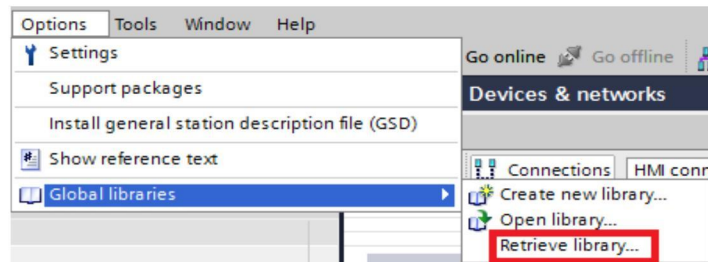 Options Tools Window Help
Settings
Go online Go offline
Support packages
Devices & networks
Install general station description file (GSD)
Show reference text
Connections HMI conn
Global libraries
Create new library...
Open library...
Retrieve library...